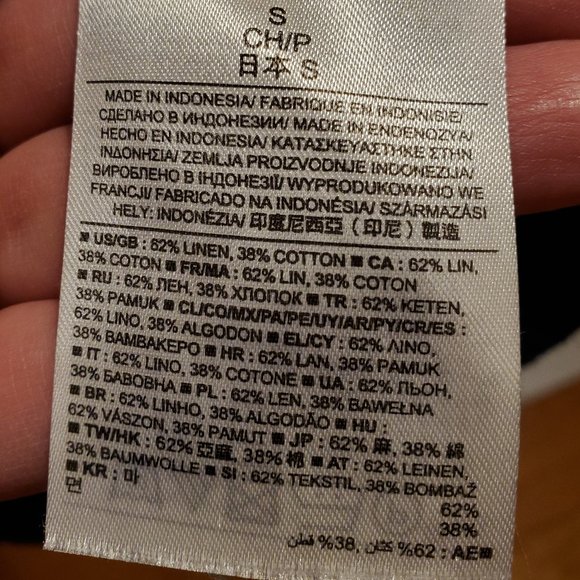 S
CH/P
日本 S
MADE IN INDONESIA/ FABRIQUE EN INDONISIE/
СДЕЛАНО В ИНДОНЕЗИИ/ MADE IN ENDENOZYA/
HECHO EN INDONESIA/ ΚΑΤΑΣΚΕΥΑΣΤΗΚΕ ΣΤΗΝ
ΙΝΔΟΝΗΣΙΑ/ ZEMLJA PROIZVODNJE INDONEZIJA/
ВИРОБЛЕНО В ІНДОНЕЗІЇ/ WYPRODUKOWANO WE
FRANCJI/ FABRICADO NA INDONÉSIA/ SZÁRMAZÁSI
HELY: INDONÉZIA/ 印度尼西亞（印尼）製造
■ US/GB : 62% LINEN, 38% COTTON ■ CA : 62% LIN,
38% COTON ■ FR/MA : 62% LIN, 38% COTON
■ RU : 62% ЛЕН, 38% ХЛОПОК ■ TR : 62% KETEN,
38% PAMUK ■ CL/CO/MX/PA/PE/UY/AR/PY/CR/ES :
62% LINO, 38% ALGODON ■ EL/CY : 62% ΛΙΝΟ,
38% ΒΑΜΒΑΚΕΡΟ ■ HR : 62% LAN, 38% PAMUK
■ IT : 62% LINO, 38% COTONE ■ UA : 62% ЛЬОН,
38% БАВОВНА ■ PL : 62% LEN, 38% BAWEŁNA
■ BR : 62% LINHO, 38% ALGODÃO ■ HU :
62% VÁSZON, 38% PAMUT ■ JP : 62% 麻, 38% 綿
■ TW/HK : 62% 亞麻, 38% 棉 ■ AT : 62% LEINEN,
38% BAUMWOLLE ■ SI : 62% TEKSTIL, 38% BOMBAŽ
■ KR : 마 62%
면 38%
■AE : 62% كتان, 38% قطن